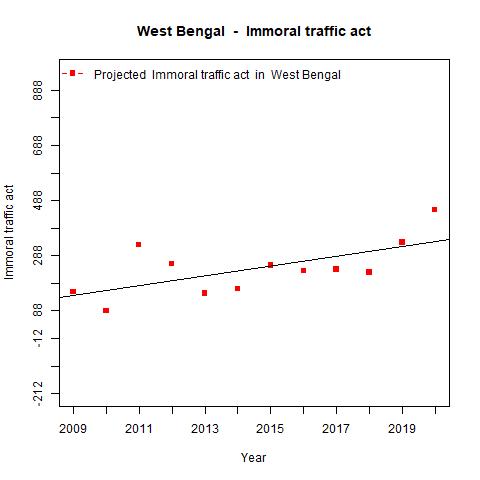 West Bengal - Immoral traffic act
Projected Immoral traffic act in West Bengal
Immoral traffic act
888
688
488
288
88
-12
-212
2009 2011 2013 2015 2017 2019
Year